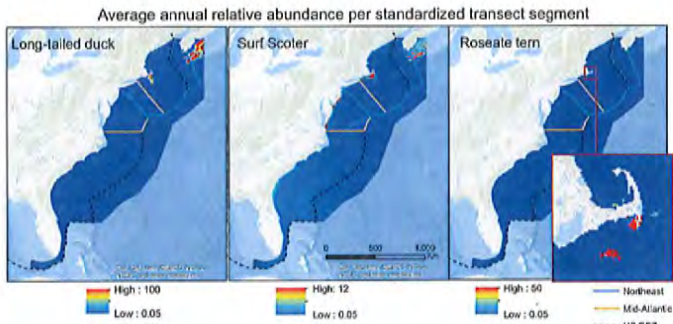 Average annual relative abundance per standardized transect segment
Long-tailed duck
Surf Scoter
Roseate tern
0 500 1,000
High : 100
Low : 0.05
High: 12
Low : 0.05
High : 50
Low : 0.05
Northeast
Mid-Atlantic